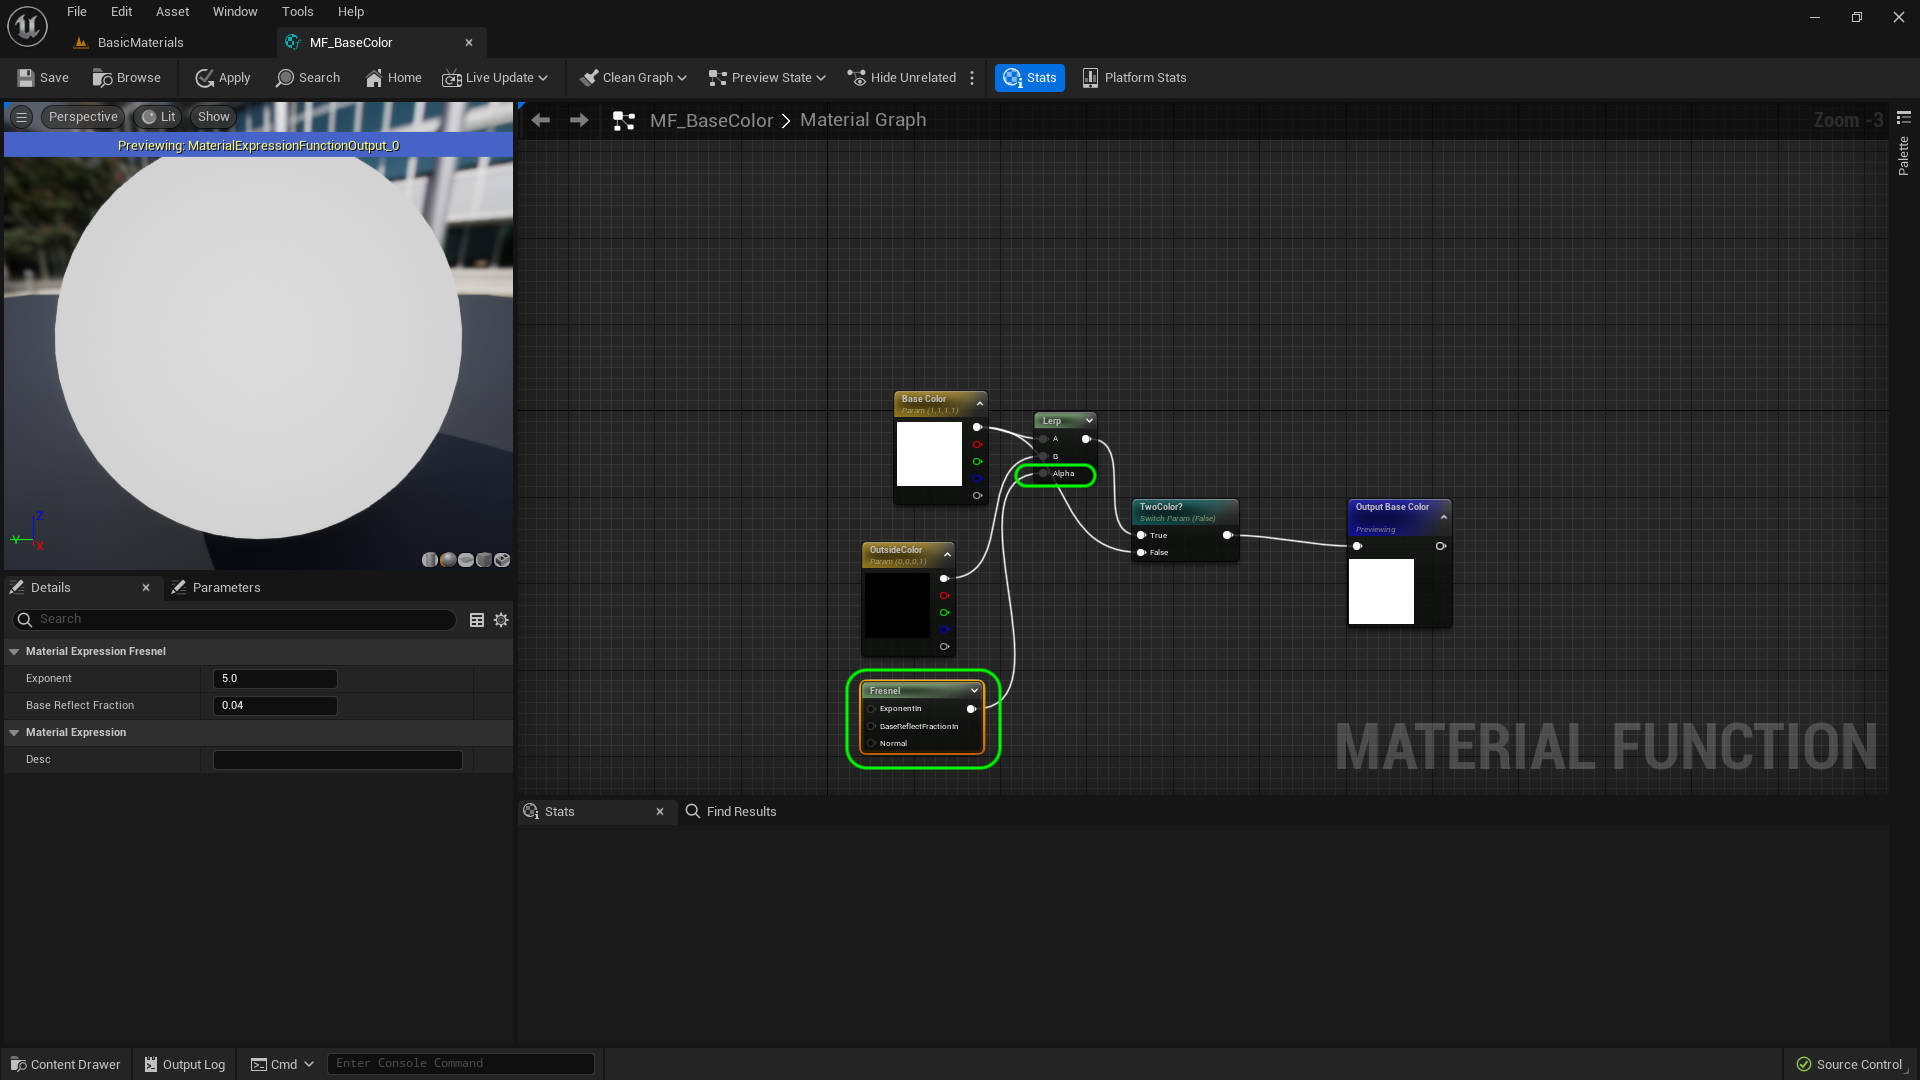 File Edit Asset Window Tools Help
BasicMaterials MF_BaseColor
Save Browse Apply Search Home Live Update Clean Graph Preview State Hide Unrelated Stats Platform Stats
Perspective Lit Show
Previewing: MaterialExpressionFunctionOutput_0
MF_BaseColor > Material Graph
Zoom -3
Palette
Base Color
Param (1,1,1,1)
Lerp
A
B
Alpha
TwoColor?
Switch Param (False)
True
False
Output Base Color
Previewing
OutsideColor
Param (0,0,0,1)
Fresnel
ExponentIn
BaseReflectFractionIn
Normal
MATERIAL FUNCTION
Z
Y
X
Details Parameters
Search
Material Expression Fresnel
Exponent 5.0
Base Reflect Fraction 0.04
Material Expression
Desc
Stats Find Results
Content Drawer Output Log Cmd Enter Console Command Source Control